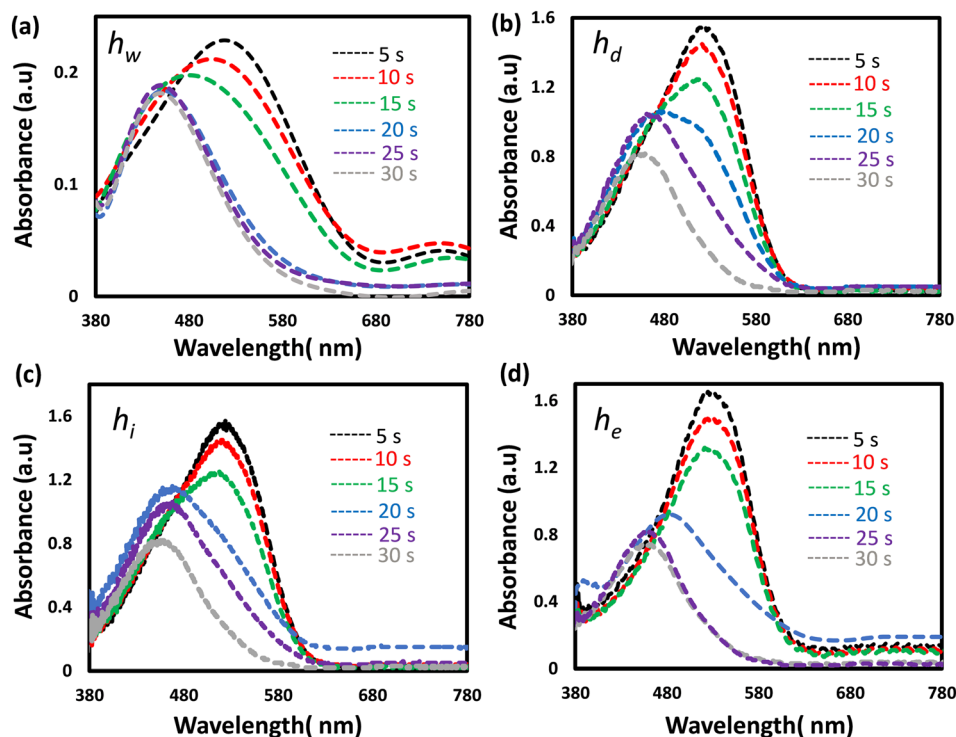 (a)
h_w
5 s
10 s
15 s
20 s
25 s
30 s
Absorbance (a.u)
0.2
0.1
0
380 480 580 680 780
Wavelength( nm)
(b)
h_d
5 s
10 s
15 s
20 s
25 s
30 s
Absorbance (a.u)
1.6
1.2
0.8
0.4
0
380 480 580 680 780
Wavelength( nm)
(c)
h_i
5 s
10 s
15 s
20 s
25 s
30 s
Absorbance (a.u)
1.6
1.2
0.8
0.4
0
380 480 580 680 780
Wavelength( nm)
(d)
h_e
5 s
10 s
15 s
20 s
25 s
30 s
Absorbance (a.u)
1.6
1.2
0.8
0.4
0
380 480 580 680 780
Wavelength( nm)